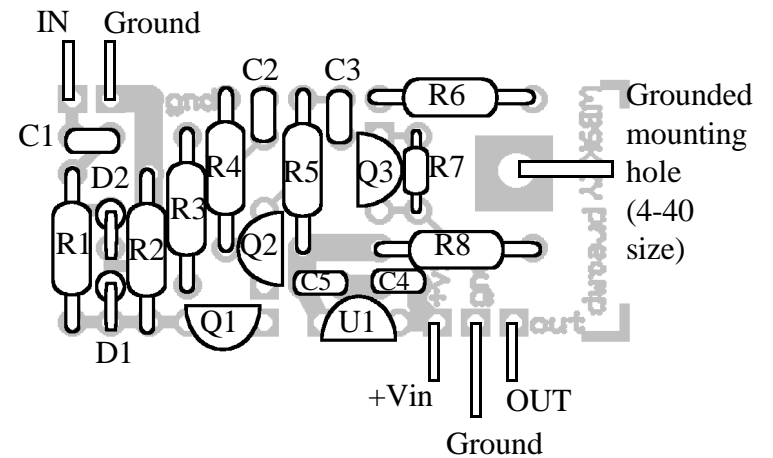 IN Ground
C2 C3
gnd
R6
Grounded
mounting
hole
(4-40
size)
C1
D2
R4
R5
Q3
R7
R3
R1
R2
Q2
R8
C5
C4
V+
Q1
U1
out
preamp
D1
+Vin
OUT
Ground